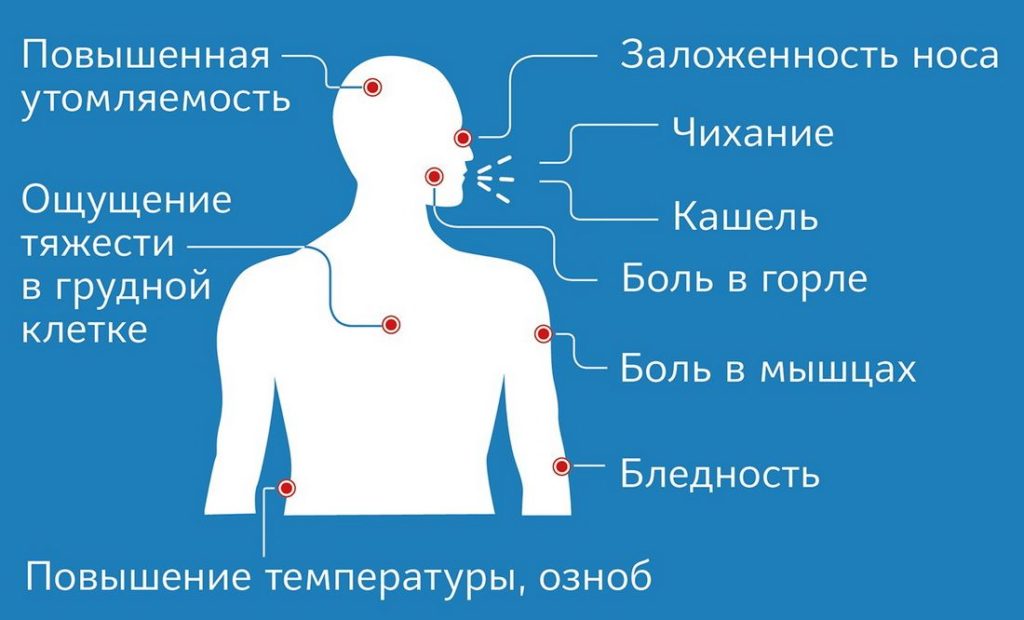 Повышенная
утомляемость
Ощущение
тяжести
в грудной
клетке
Повышение температуры, озноб
Заложенность носа
Чихание
Кашель
Боль в горле
Боль в мышцах
Бледность